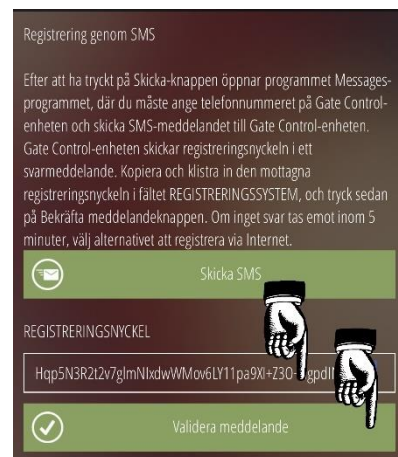 Registrering genom SMS
Efter att ha tryckt på Skicka-knappen öppnar programmet Messages-
programmet, där du måste ange telefonnummeret på Gate Control-
enheten och skicka SMS-meddelandet till Gate Control-enheten.
Gate Control-enheten skickar registreringsnyckeln i ett
svarmeddelande. Kopiera och klistra in den mottagna
registreringsnyckeln i fältet REGISTRERINGSSYSTEM, och tryck sedan
på Bekräfta meddelandeknappen. Om inget svar tas emot inom 5
minuter, välj alternativet att registrera via Internet.
Skicka SMS
REGISTRERINGSNYCKEL
Validera meddelande